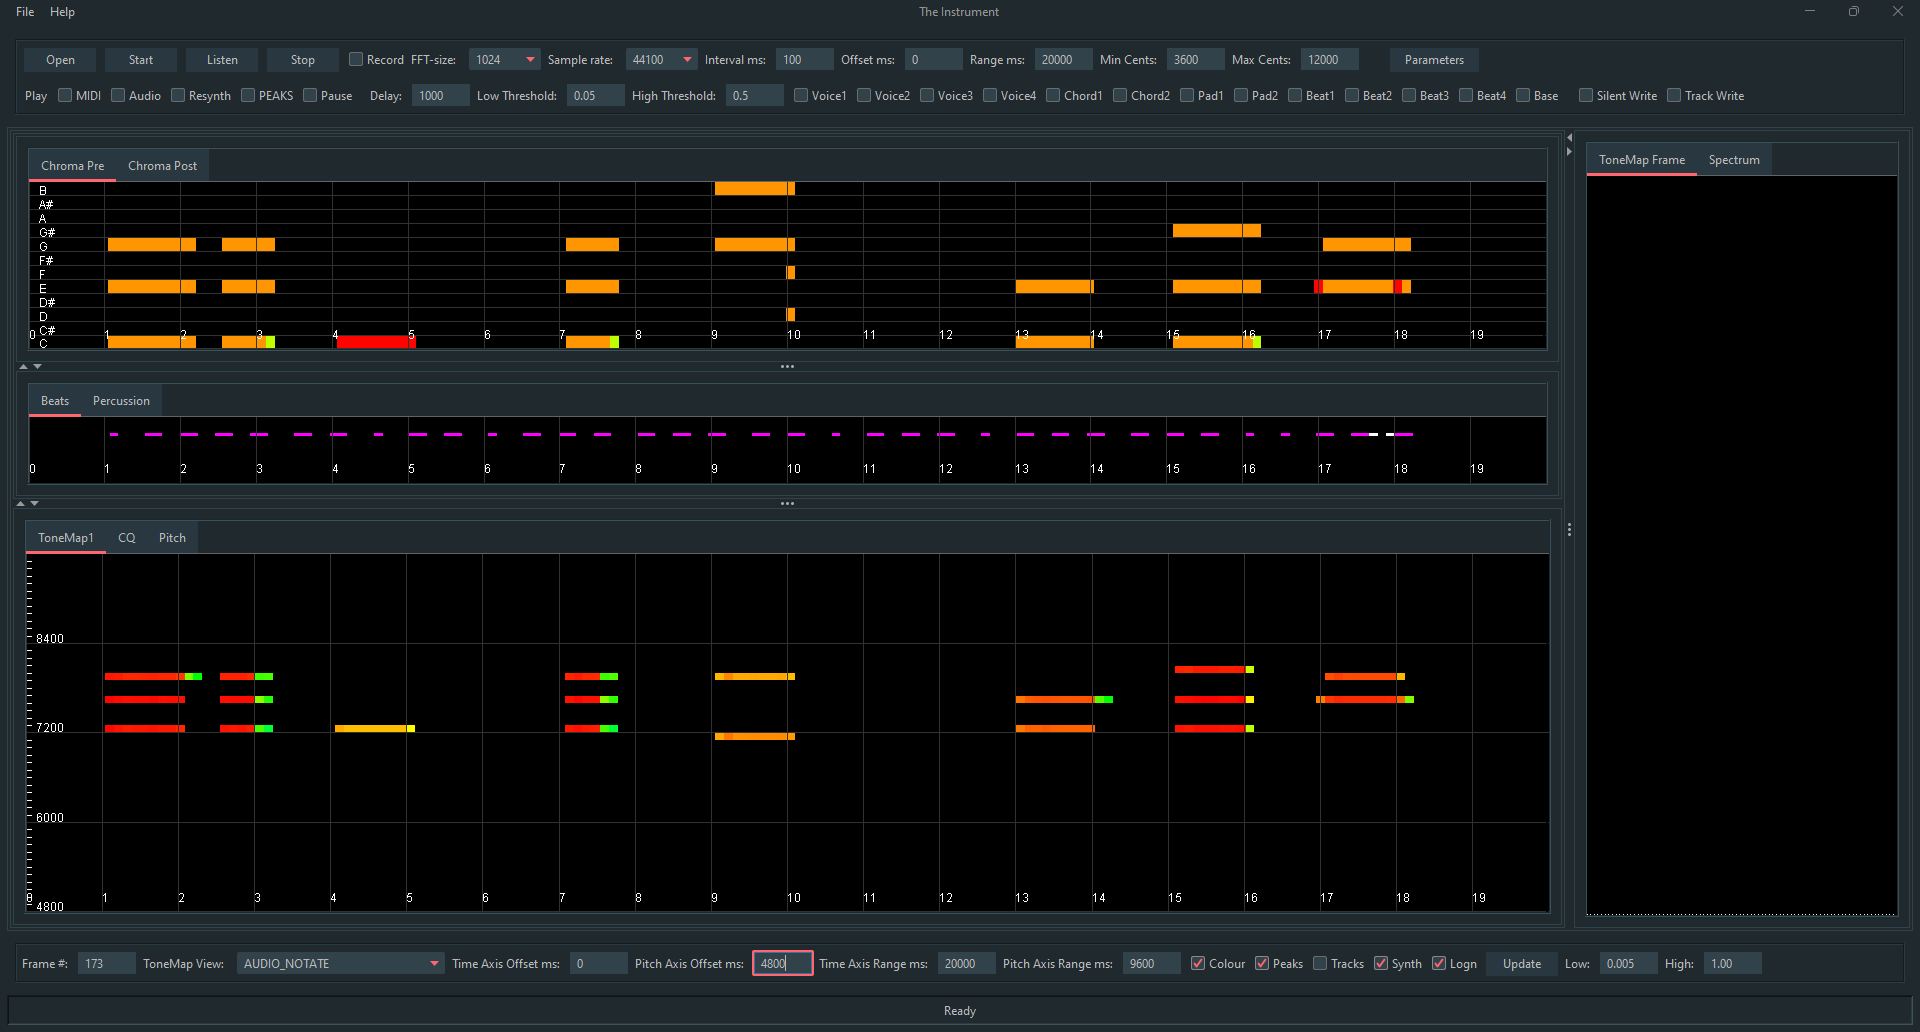 File Help The Instrument
Open Start Listen Stop Record FFT-size: 1024 Sample rate: 44100 Interval ms: 100 Offset ms: 0 Range ms: 20000 Min Cents: 3600 Max Cents: 12000 Parameters
Play MIDI Audio Resynth PEAKS Pause Delay: 1000 Low Threshold: 0.05 High Threshold: 0.5 Voice1 Voice2 Voice3 Voice4 Chord1 Chord2 Pad1 Pad2 Beat1 Beat2 Beat3 Beat4 Base Silent Write Track Write
Chroma Pre Chroma Post
B
A#
A
G#
G
F#
F
E
D#
D
C#
0 1 2 3 4 5 6 7 8 9 10 11 12 13 14 15 16 17 18 19
C
Beats Percussion
0 1 2 3 4 5 6 7 8 9 10 11 12 13 14 15 16 17 18 19
ToneMap1 CQ Pitch
8400
7200
6000
0 1 2 3 4 5 6 7 8 9 10 11 12 13 14 15 16 17 18 19
4800
ToneMap Frame Spectrum
Frame #: 173 ToneMap View: AUDIO_NOTATE Time Axis Offset ms: 0 Pitch Axis Offset ms: 4800 Time Axis Range ms: 20000 Pitch Axis Range ms: 9600 Colour Peaks Tracks Synth Logn Update Low: 0.005 High: 1.00
Ready